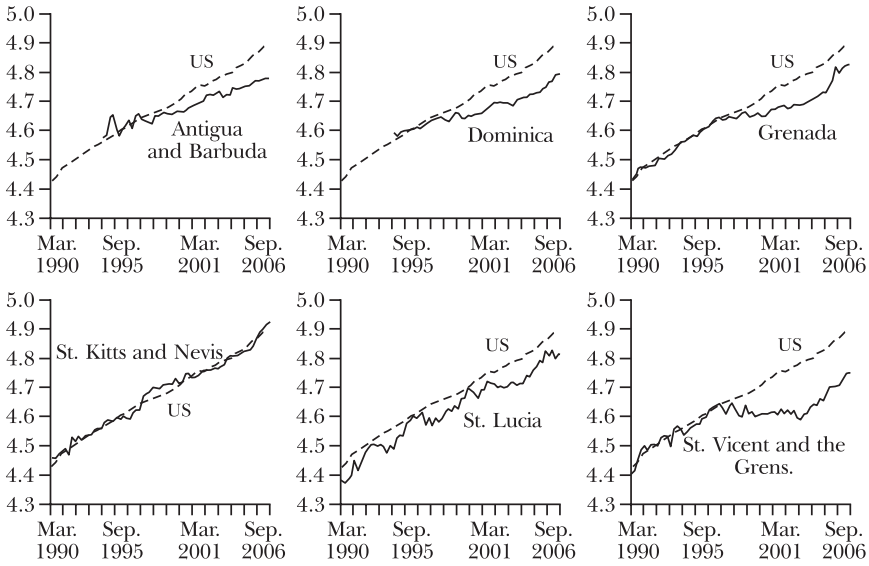 5.0
4.9
4.8
4.7
4.6
4.5
4.4
4.3
US
Antigua
and Barbuda
Mar. Sep. Mar. Sep.
1990 1995 2001 2006
5.0
4.9
4.8
4.7
4.6
4.5
4.4
4.3
US
Dominica
Mar. Sep. Mar. Sep.
1990 1995 2001 2006
5.0
4.9
4.8
4.7
4.6
4.5
4.4
4.3
US
Grenada
Mar. Sep. Mar. Sep.
1990 1995 2001 2006
5.0
4.9
4.8
4.7
4.6
4.5
4.4
4.3
St. Kitts and Nevis
US
Mar. Sep. Mar. Sep.
1990 1995 2001 2006
5.0
4.9
4.8
4.7
4.6
4.5
4.4
4.3
US
St. Lucia
Mar. Sep. Mar. Sep.
1990 1995 2001 2006
5.0
4.9
4.8
4.7
4.6
4.5
4.4
4.3
US
St. Vicent and the
Grens.
Mar. Sep. Mar. Sep.
1990 1995 2001 2006